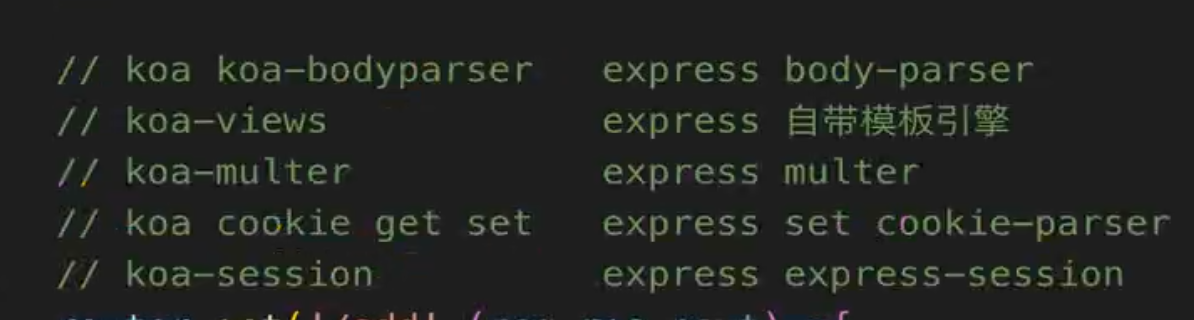 // koa koa-bodyparser express body-parser
// koa-views express 自带模板引擎
// koa-multer express multer
// koa cookie get set express set cookie-parser
// koa-session express express-session